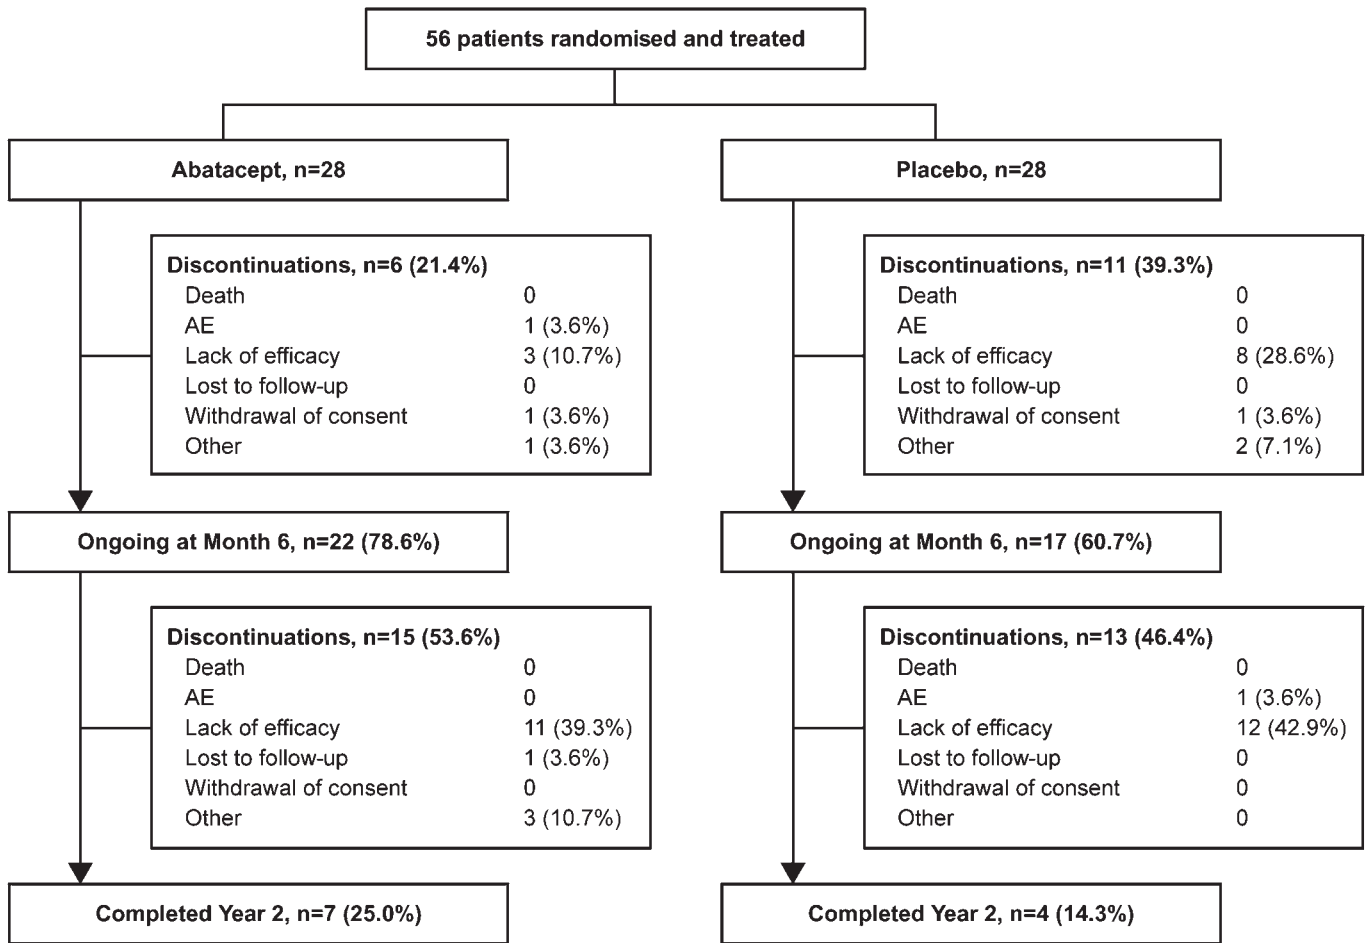 56 patients randomised and treated
Abatacept, n=28
Discontinuations, n=6 (21.4%)
Death 0
AE 1 (3.6%)
Lack of efficacy 3 (10.7%)
Lost to follow-up 0
Withdrawal of consent 1 (3.6%)
Other 1 (3.6%)
Ongoing at Month 6, n=22 (78.6%)
Discontinuations, n=15 (53.6%)
Death 0
AE 0
Lack of efficacy 11 (39.3%)
Lost to follow-up 1 (3.6%)
Withdrawal of consent 0
Other 3 (10.7%)
Completed Year 2, n=7 (25.0%)
Placebo, n=28
Discontinuations, n=11 (39.3%)
Death 0
AE 0
Lack of efficacy 8 (28.6%)
Lost to follow-up 0
Withdrawal of consent 1 (3.6%)
Other 2 (7.1%)
Ongoing at Month 6, n=17 (60.7%)
Discontinuations, n=13 (46.4%)
Death 0
AE 1 (3.6%)
Lack of efficacy 12 (42.9%)
Lost to follow-up 0
Withdrawal of consent 0
Other 0
Completed Year 2, n=4 (14.3%)